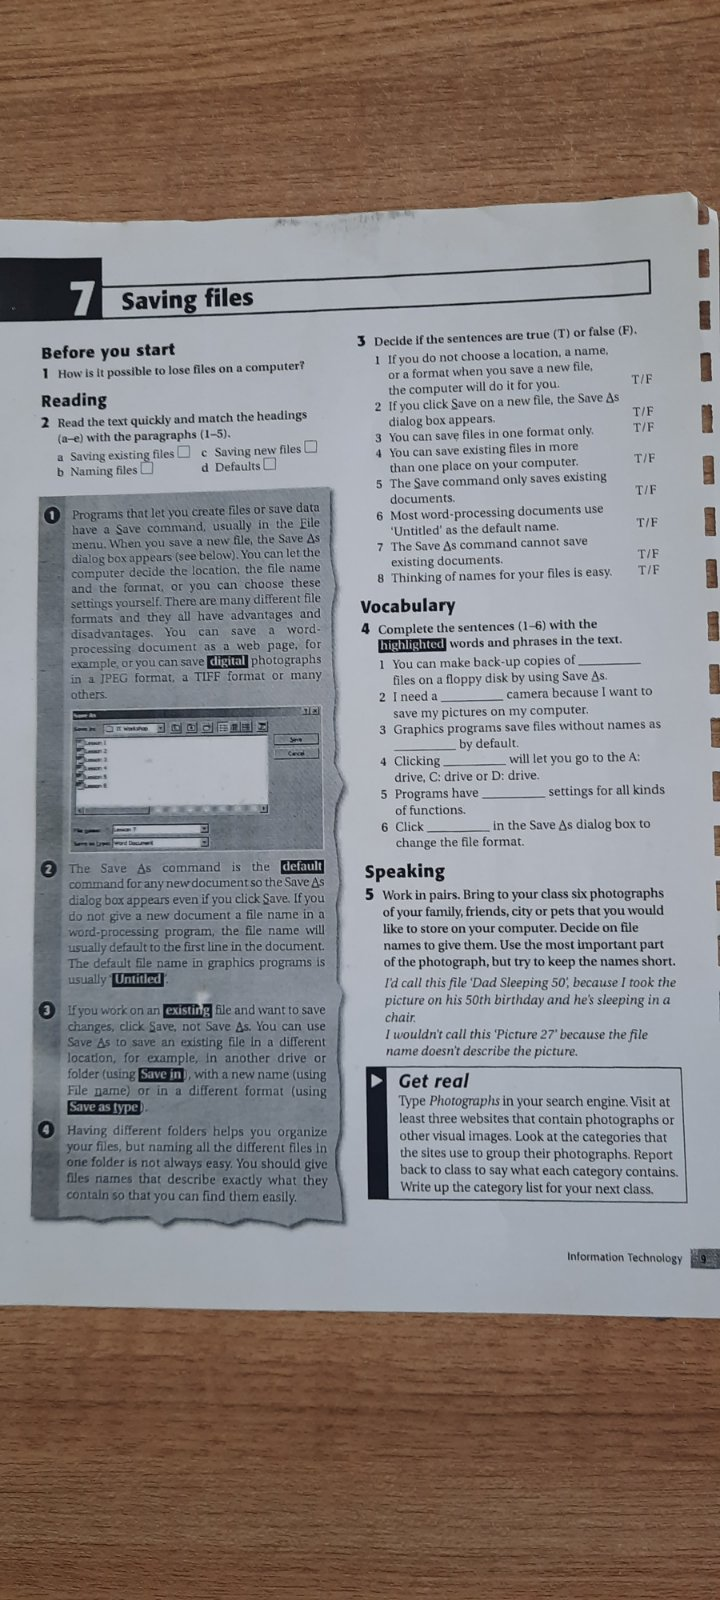 7 Saving files
Before you start
1 How is it possible to lose files on a computer?
Reading
2 Read the text quickly and match the headings
(a–e) with the paragraphs (1–5).
a Saving existing files
b Naming files
c Saving new files
d Defaults
1 Programs that let you create files or save data
have a Save command, usually in the File
menu. When you save a new file, the Save As
dialog box appears (see below). You can let the
computer decide the location, the file name
and the format, or you can choose these
settings yourself. There are many different file
formats and they all have advantages and
disadvantages. You can save a word-
processing document as a web page, for
example, or you can save digital photographs
in a JPEG format, a TIFF format or many
others.
Save As
Save in: IT workshop
Lesson 1
Lesson 2
Lesson 3
Lesson 4
Lesson 5
Lesson 6
Save
Cancel
File name: Lesson 7
Save as type: Word Document
2 The Save As command is the default
command for any new document so the Save As
dialog box appears even if you click Save. If you
do not give a new document a file name in a
word-processing program, the file name will
usually default to the first line in the document.
The default file name in graphics programs is
usually 'Untitled'.
3 If you work on an existing file and want to save
changes, click Save, not Save As. You can use
Save As to save an existing file in a different
location, for example, in another drive or
folder (using Save in), with a new name (using
File name) or in a different format (using
Save as type).
4 Having different folders helps you organize
your files, but naming all the different files in
one folder is not always easy. You should give
files names that describe exactly what they
contain so that you can find them easily.
3 Decide if the sentences are true (T) or false (F).
1 If you do not choose a location, a name,
or a format when you save a new file,
the computer will do it for you. T/F
2 If you click Save on a new file, the Save As
dialog box appears. T/F
3 You can save files in one format only. T/F
4 You can save existing files in more
than one place on your computer. T/F
5 The Save command only saves existing
documents. T/F
6 Most word-processing documents use
'Untitled' as the default name. T/F
7 The Save As command cannot save
existing documents. T/F
8 Thinking of names for your files is easy. T/F
Vocabulary
4 Complete the sentences (1–6) with the
highlighted words and phrases in the text.
1 You can make back-up copies of ________
files on a floppy disk by using Save As.
2 I need a ________ camera because I want to
save my pictures on my computer.
3 Graphics programs save files without names as
________ by default.
4 Clicking ________ will let you go to the A:
drive, C: drive or D: drive.
5 Programs have ________ settings for all kinds
of functions.
6 Click ________ in the Save As dialog box to
change the file format.
Speaking
5 Work in pairs. Bring to your class six photographs
of your family, friends, city or pets that you would
like to store on your computer. Decide on file
names to give them. Use the most important part
of the photograph, but try to keep the names short.
I'd call this file 'Dad Sleeping 50', because I took the
picture on his 50th birthday and he's sleeping in a
chair.
I wouldn't call this 'Picture 27' because the file
name doesn't describe the picture.
Get real
Type Photographs in your search engine. Visit at
least three websites that contain photographs or
other visual images. Look at the categories that
the sites use to group their photographs. Report
back to class to say what each category contains.
Write up the category list for your next class.
Information Technology 9